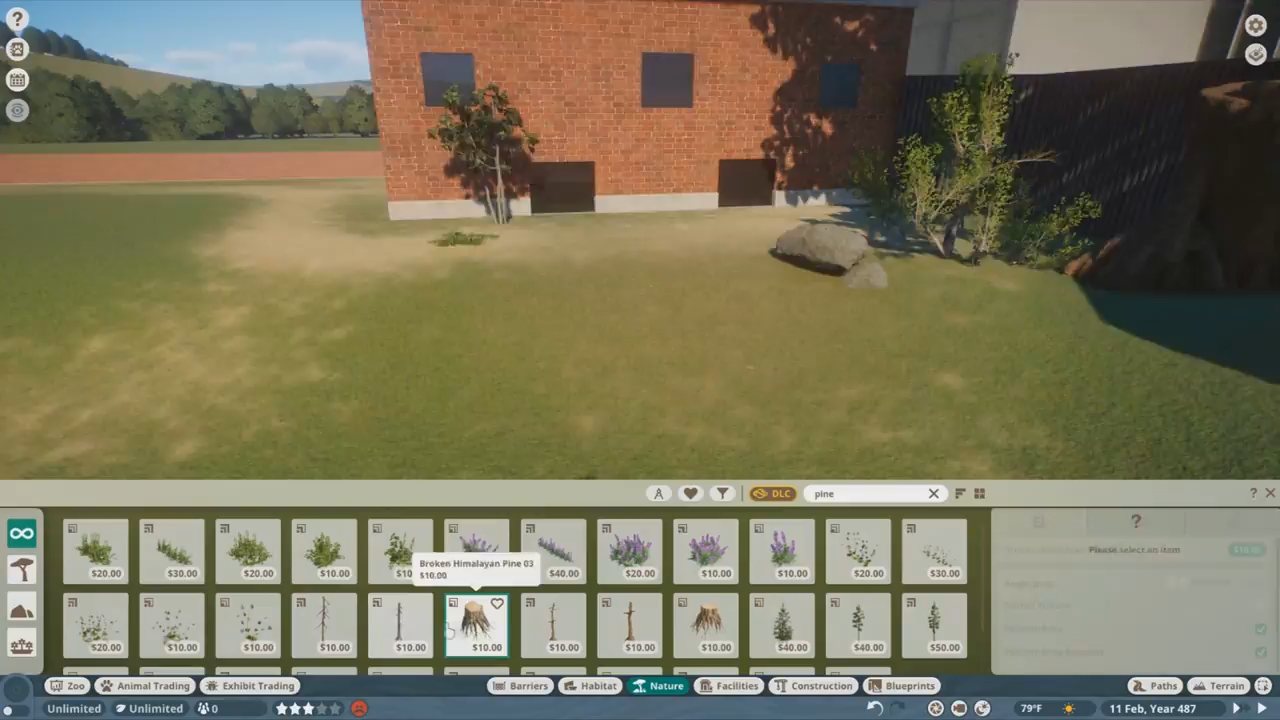 DLC
pine
$20.00 $30.00 $20.00 $10.00 $10 $40.00 $20.00 $10.00 $10.00 $20.00 $30.00
Broken Himalayan Pine 03
$10.00
$20.00 $10.00 $10.00 $10.00 $10.00 $10.00 $10.00 $10.00 $10.00 $40.00 $40.00 $50.00
Please select an item
Zoo Animal Trading Exhibit Trading Barriers Habitat Nature Facilities Construction Blueprints Paths Terrain
Unlimited Unlimited 0 79°F 11 Feb, Year 487